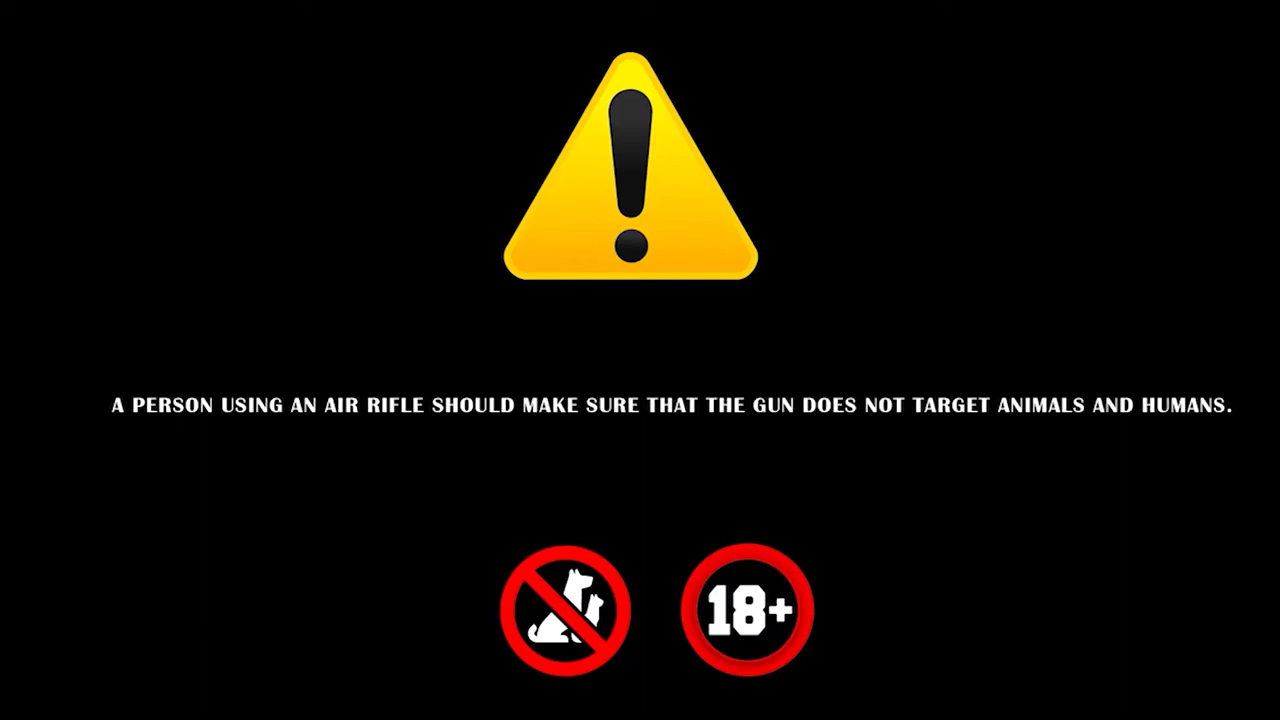 A PERSON USING AN AIR RIFLE SHOULD MAKE SURE THAT THE GUN DOES NOT TARGET ANIMALS AND HUMANS.
18+